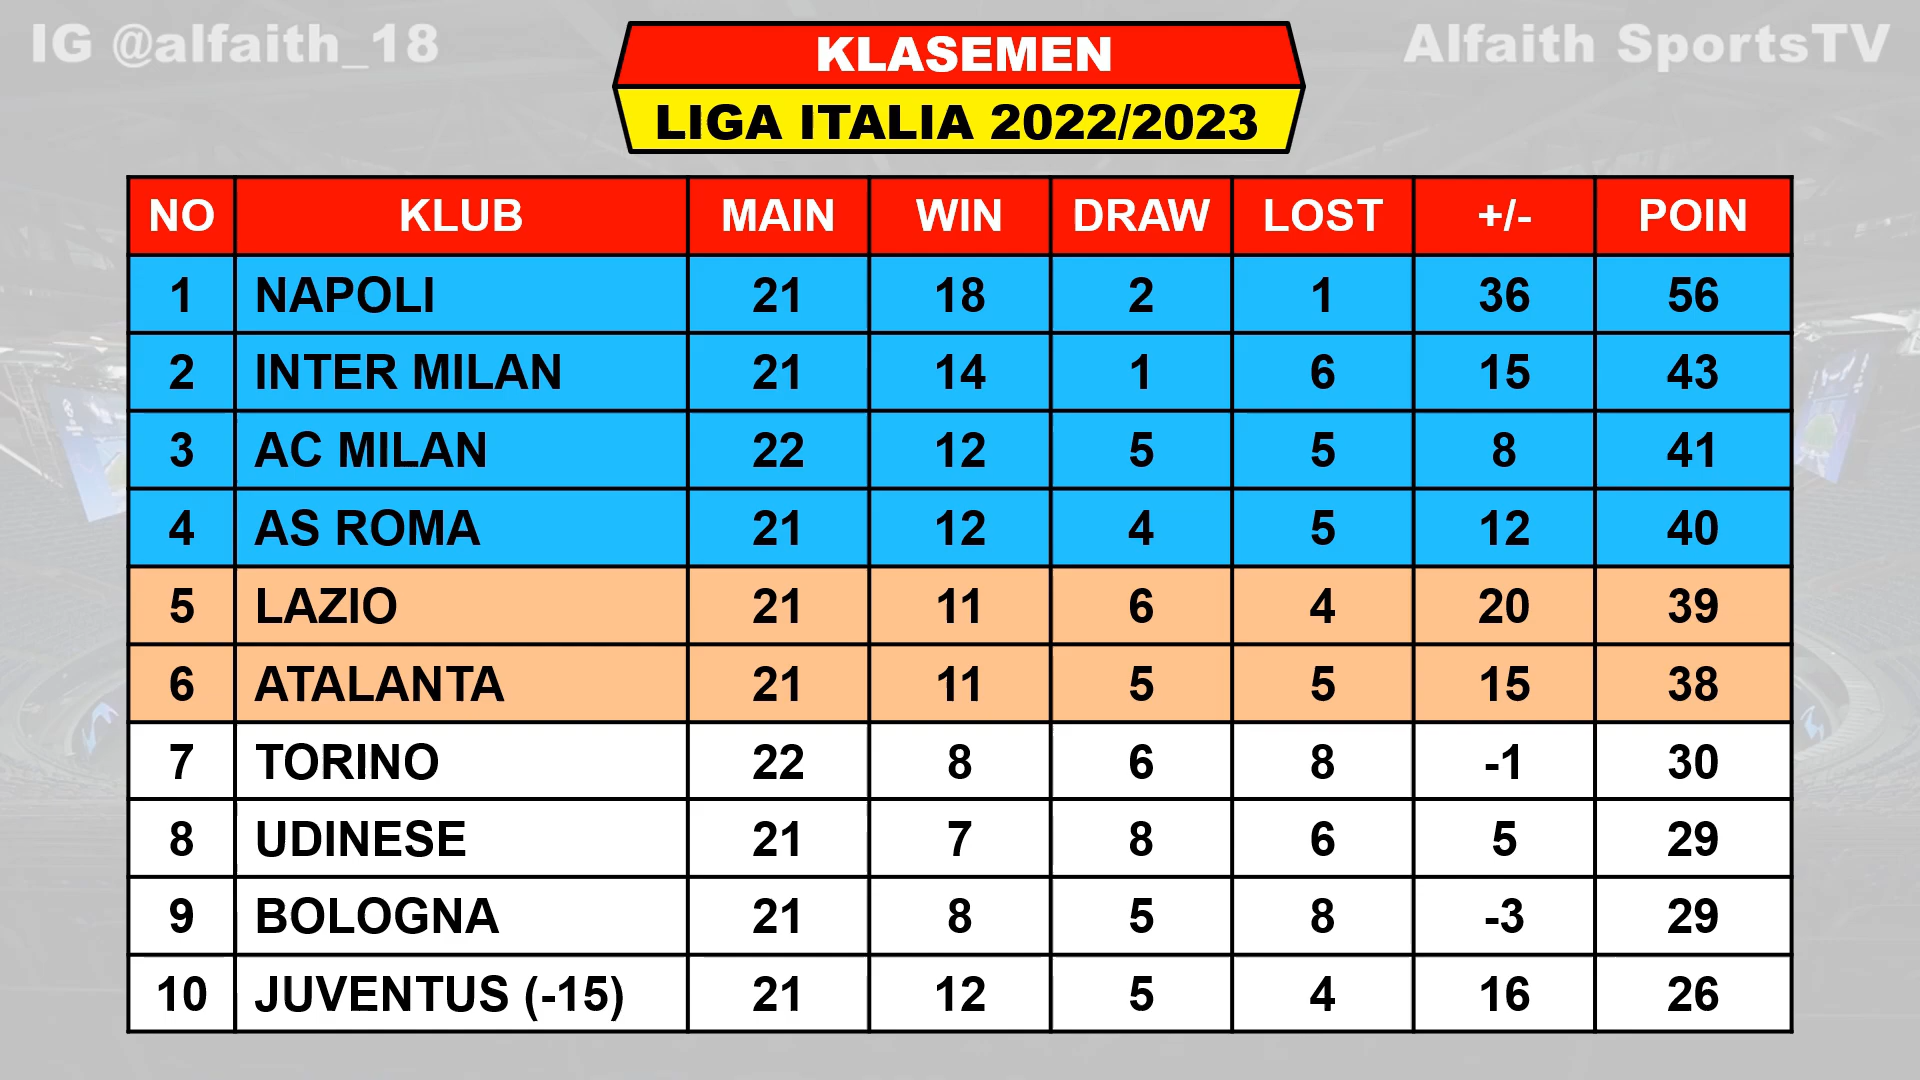 IG @alfaith_18
KLASEMEN
Alfaith SportsTV
LIGA ITALIA 2022/2023
NO KLUB MAIN WIN DRAW LOST +/- POIN
1 NAPOLI 21 18 2 1 36 56
2 INTER MILAN 21 14 1 6 15 43
3 AC MILAN 22 12 5 5 8 41
4 AS ROMA 21 12 4 5 12 40
5 LAZIO 21 11 6 4 20 39
6 ATALANTA 21 11 5 5 15 38
7 TORINO 22 8 6 8 -1 30
8 UDINESE 21 7 8 6 5 29
9 BOLOGNA 21 8 5 8 -3 29
10 JUVENTUS (-15) 21 12 5 4 16 26